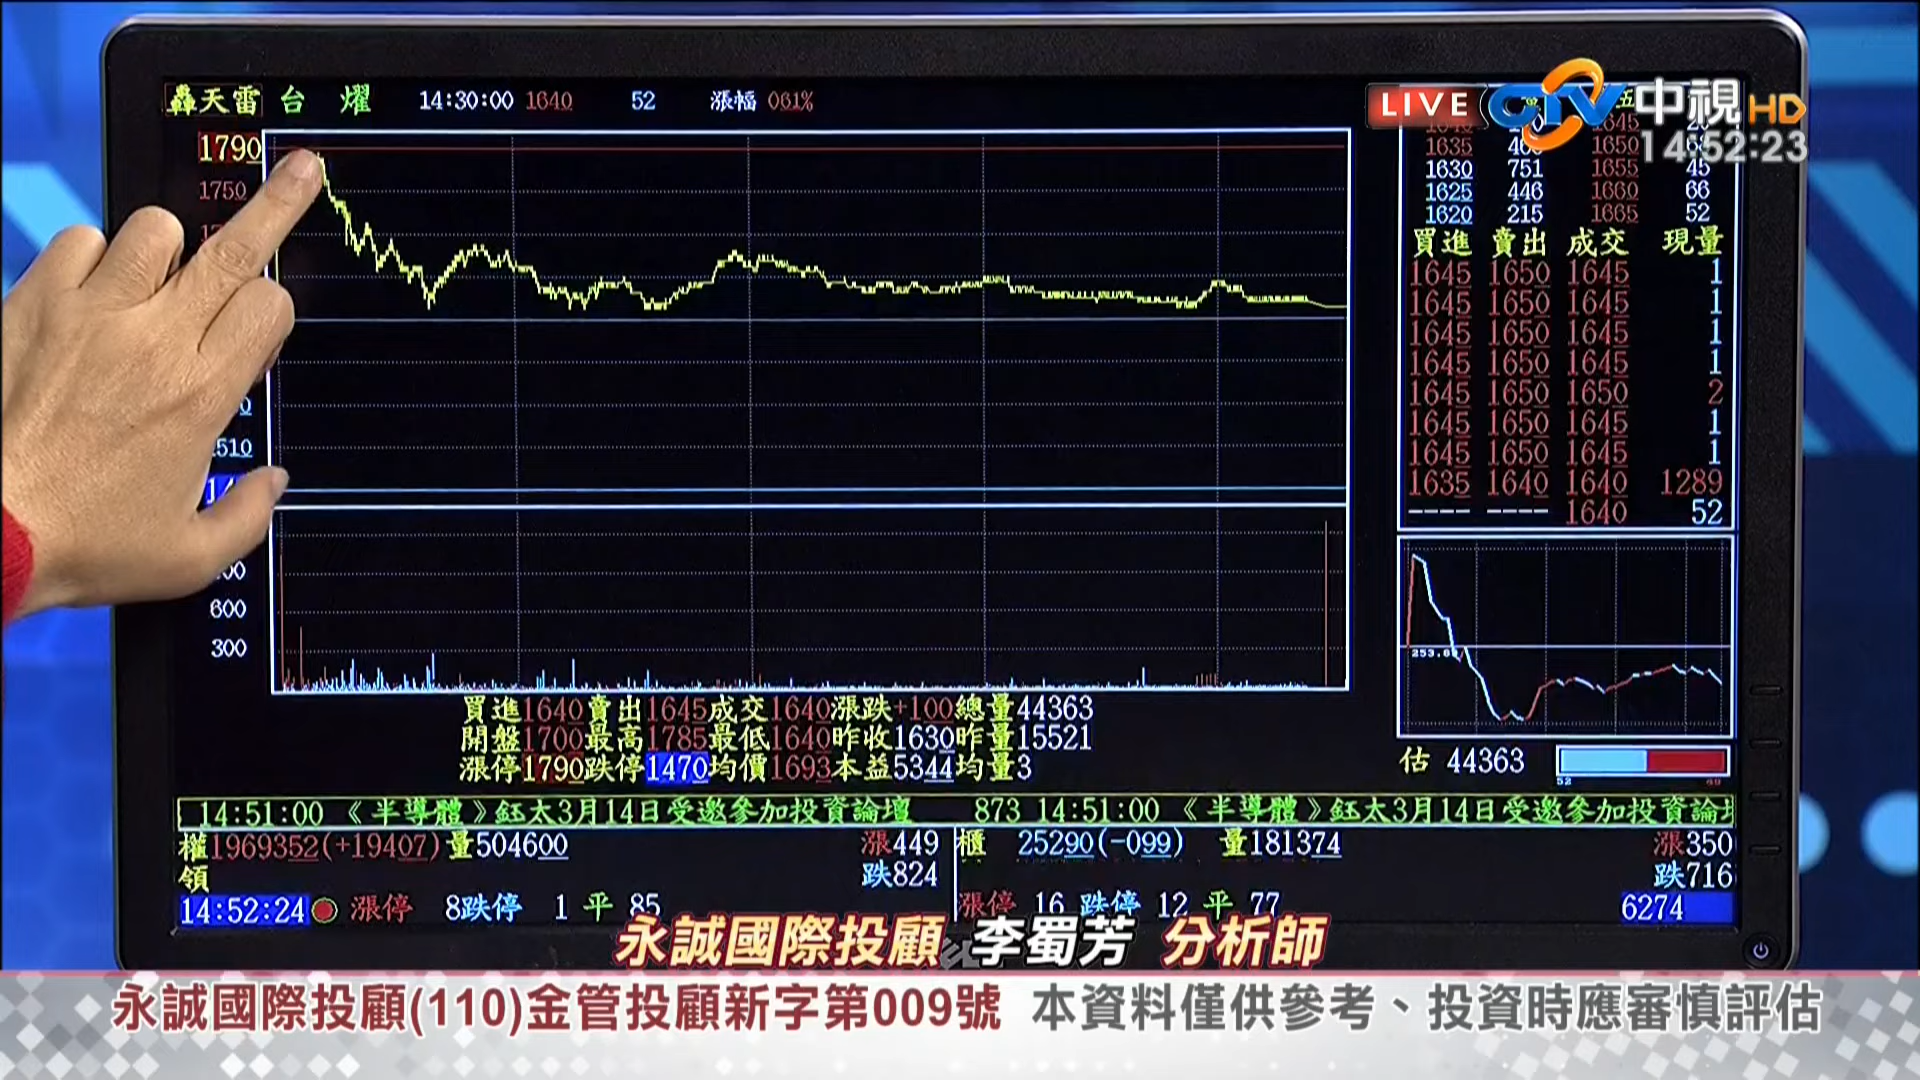 轟天雷 台 燿 14:30:00 1640 52 漲幅 061%
LIVE CTV 中視 HD
14:52:23
1790
1750
510
600
300
1635 1650
1630 751 1655 45
1625 446 1660 66
1620 215 1665 52
買進 賣出 成交 現量
1645 1650 1645 1
1645 1650 1645 1
1645 1650 1645 1
1645 1650 1645 1
1645 1650 1650 2
1645 1650 1645 1
1645 1650 1645 1
1635 1640 1640 1289
---- ---- 1640 52
估 44363
52
買進1640賣出1645成交1640漲跌+100總量44363
開盤1700最高1785最低1640昨收1630昨量15521
漲停1790跌停1470均價1693本益5344均量3
14:51:00 《半導體》鈺太3月14日受邀參加投資論壇 873 14:51:00 《半導體》鈺太3月14日受邀參加投資論
權1969352(+19407)量504600 漲449 櫃 25290(-099) 量181374 漲350
領 跌824 跌716
14:52:24 漲停 8跌停 1 平 85 漲停 16 跌停 12 平 77 6274
永誠國際投顧 李蜀芳 分析師
永誠國際投顧(110)金管投顧新字第009號 本資料僅供參考、投資時應審慎評估